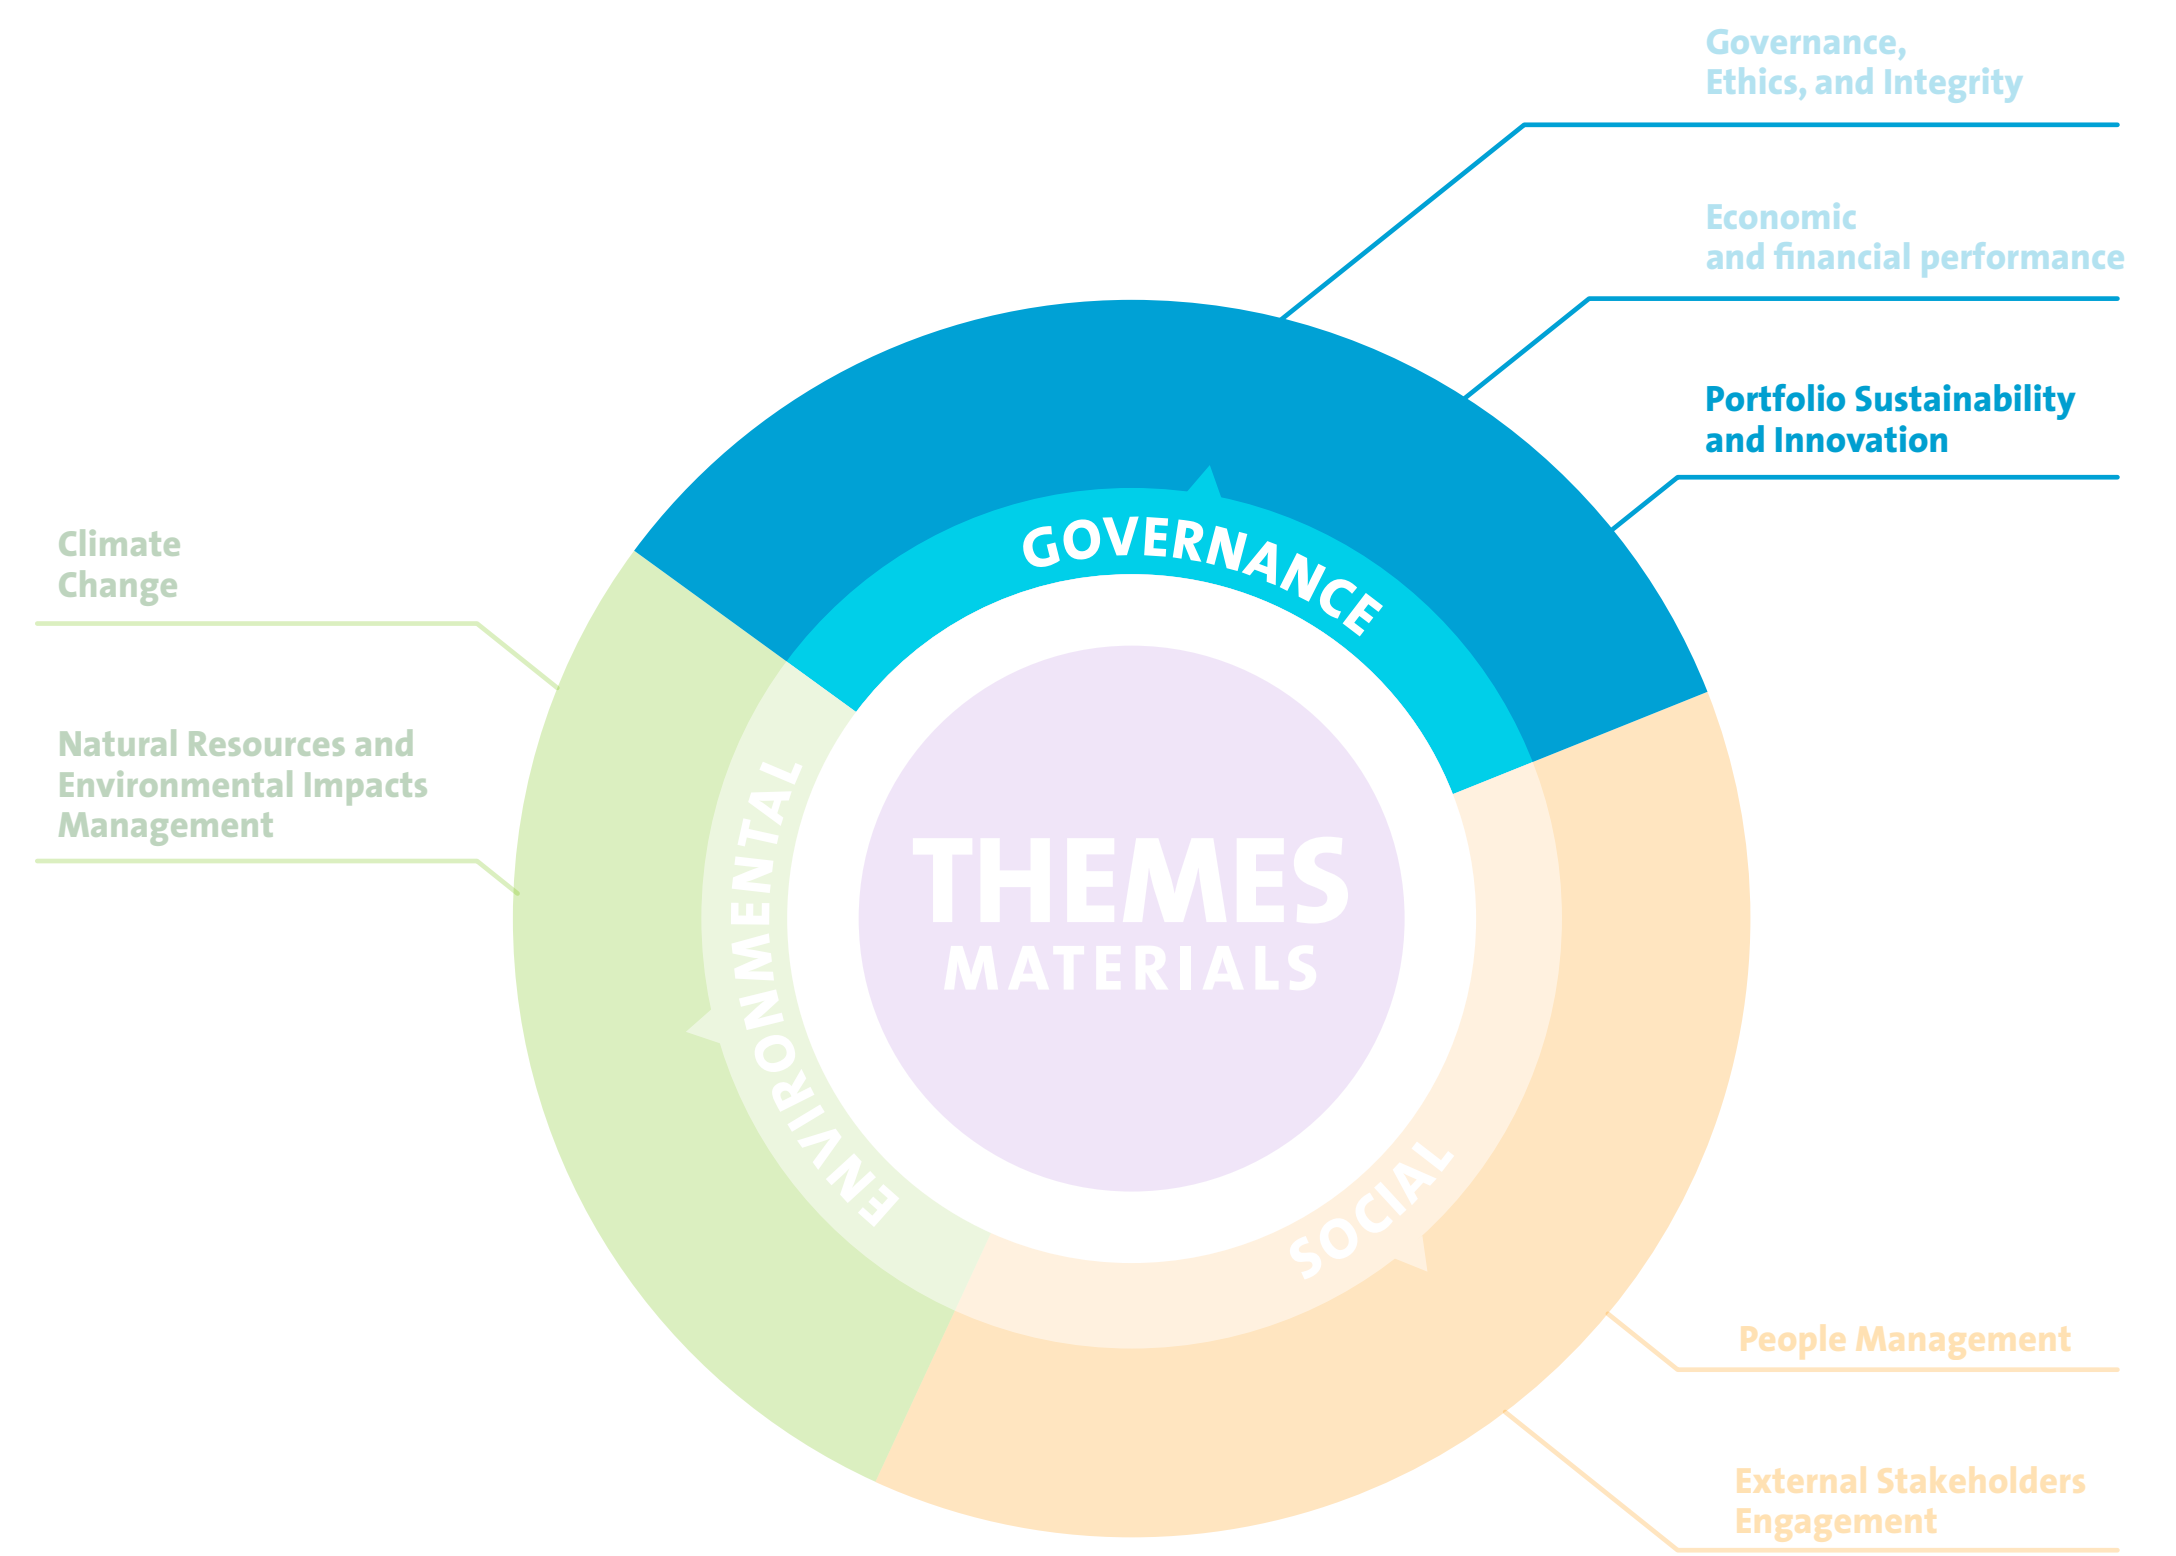 Governance,
Ethics, and Integrity
Economic
and financial performance
Portfolio Sustainability
and Innovation
Climate
Change
Natural Resources and
Environmental Impacts
Management
GOVERNANCE
ENVIRONMENTAL
SOCIAL
THEMES
MATERIALS
People Management
External Stakeholders
Engagement